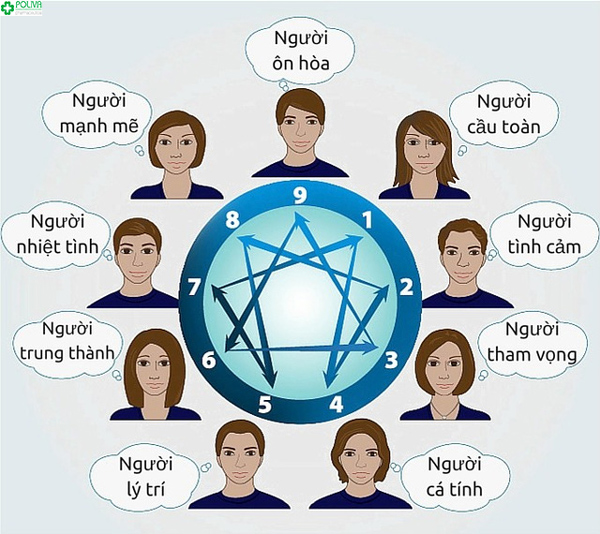 POLIVA
Người
ôn hòa
Người
mạnh mẽ
Người
cầu toàn
Người
nhiệt tình
Người
tình cảm
Người
trung thành
Người
tham vọng
Người
lý trí
Người
cá tính
9
8
1
7
2
6
3
5
4